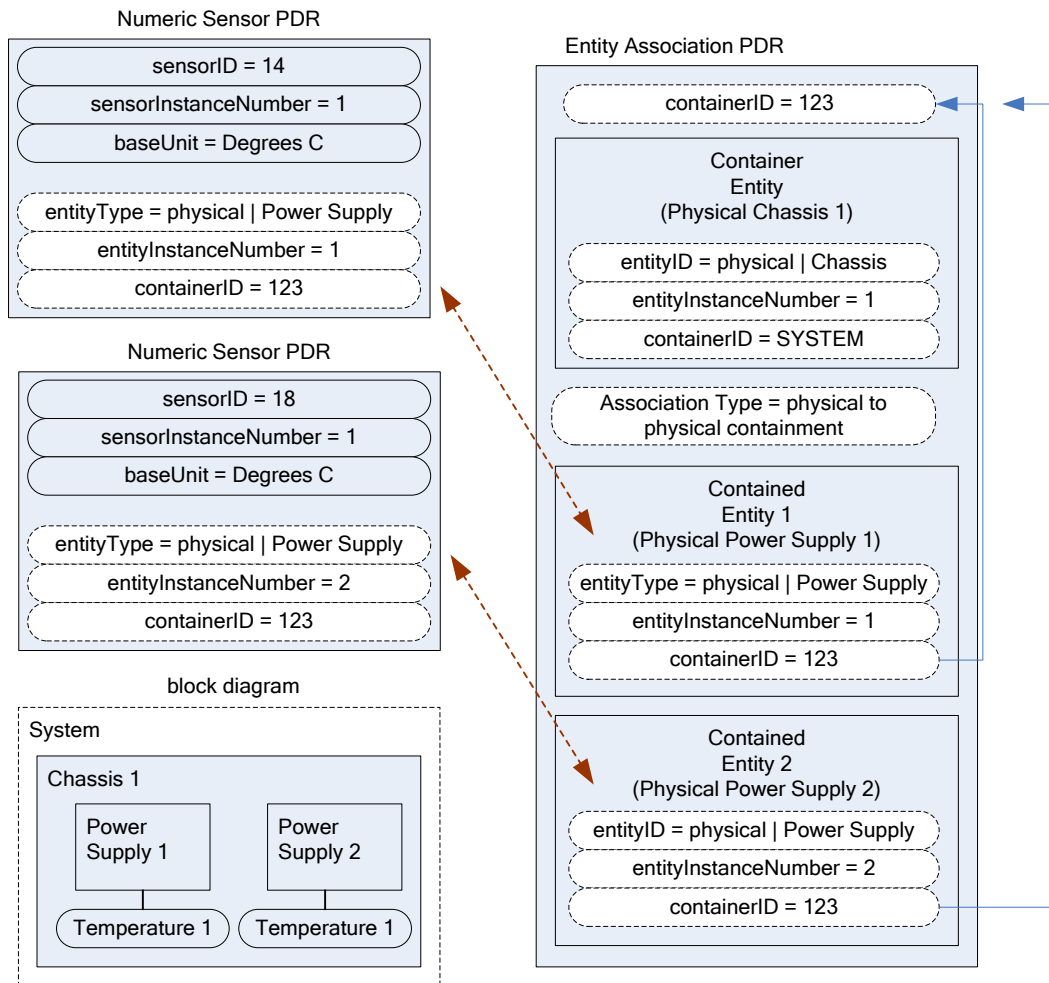 Numeric Sensor PDR
sensorID = 14
sensorInstanceNumber = 1
baseUnit = Degrees C
entityType = physical | Power Supply
entityInstanceNumber = 1
containerID = 123
Numeric Sensor PDR
sensorID = 18
sensorInstanceNumber = 1
baseUnit = Degrees C
entityType = physical | Power Supply
entityInstanceNumber = 2
containerID = 123
block diagram
System
Chassis 1
Power
Supply 1
Power
Supply 2
Temperature 1
Temperature 1
Entity Association PDR
containerID = 123
Container
Entity
(Physical Chassis 1)
entityID = physical | Chassis
entityInstanceNumber = 1
containerID = SYSTEM
Association Type = physical to
physical containment
Contained
Entity 1
(Physical Power Supply 1)
entityType = physical | Power Supply
entityInstanceNumber = 1
containerID = 123
Contained
Entity 2
(Physical Power Supply 2)
entityID = physical | Power Supply
entityInstanceNumber = 2
containerID = 123